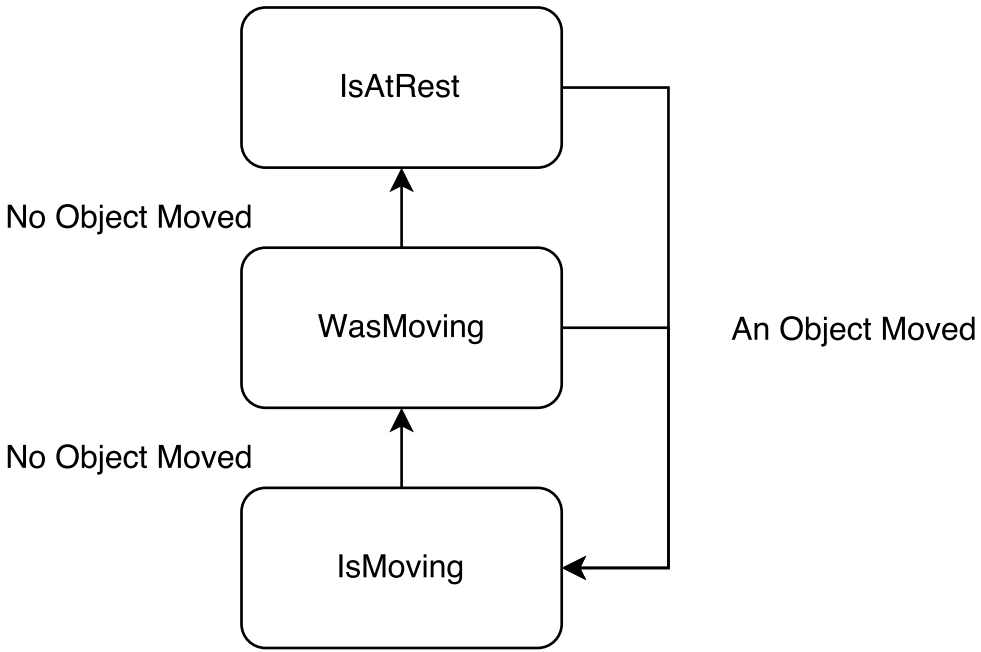 IsAtRest
No Object Moved
WasMoving
An Object Moved
No Object Moved
IsMoving